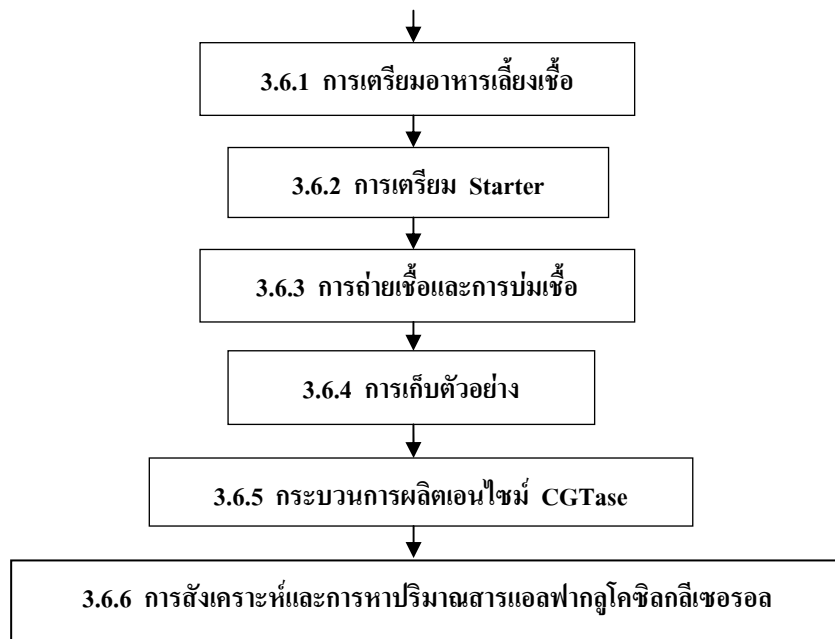 3.6.1 การเตรียมอาหารเลี้ยงเชื้อ
3.6.2 การเตรียม Starter
3.6.3 การถ่ายเชื้อและการบ่มเชื้อ
3.6.4 การเก็บตัวอย่าง
3.6.5 กระบวนการผลิตเอนไซม์ CGTase
3.6.6 การสังเคราะห์และการหาปริมาณสารแอลฟากลูโคซิลกลีเซอรอล